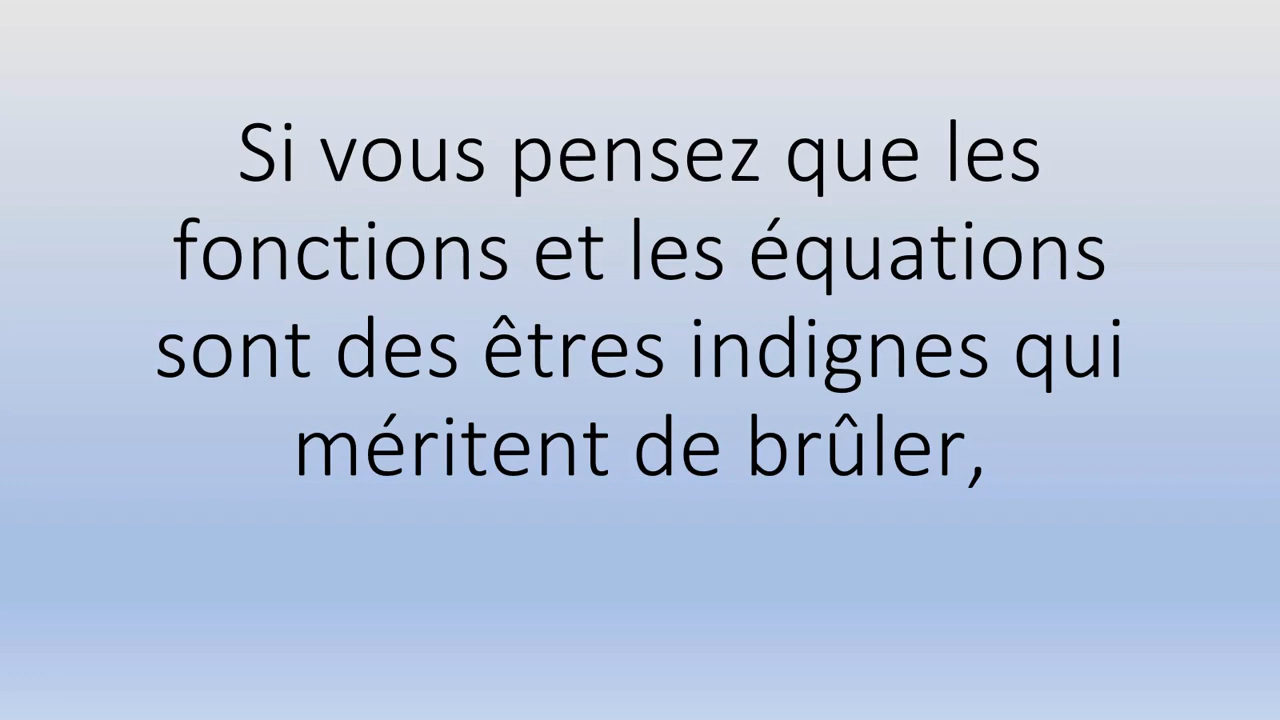 Si vous pensez que les
fonctions et les équations
sont des êtres indignes qui
méritent de brûler,